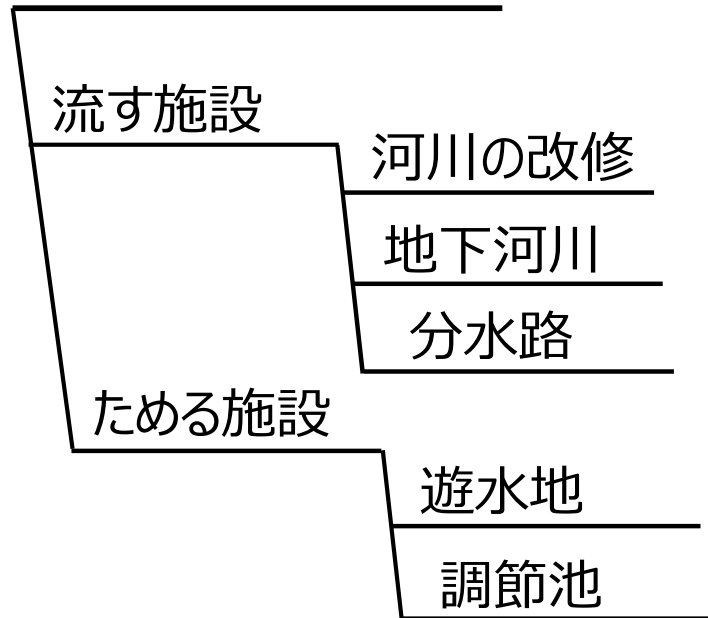 流す施設
河川の改修
地下河川
分水路
ためる施設
遊水地
調節池